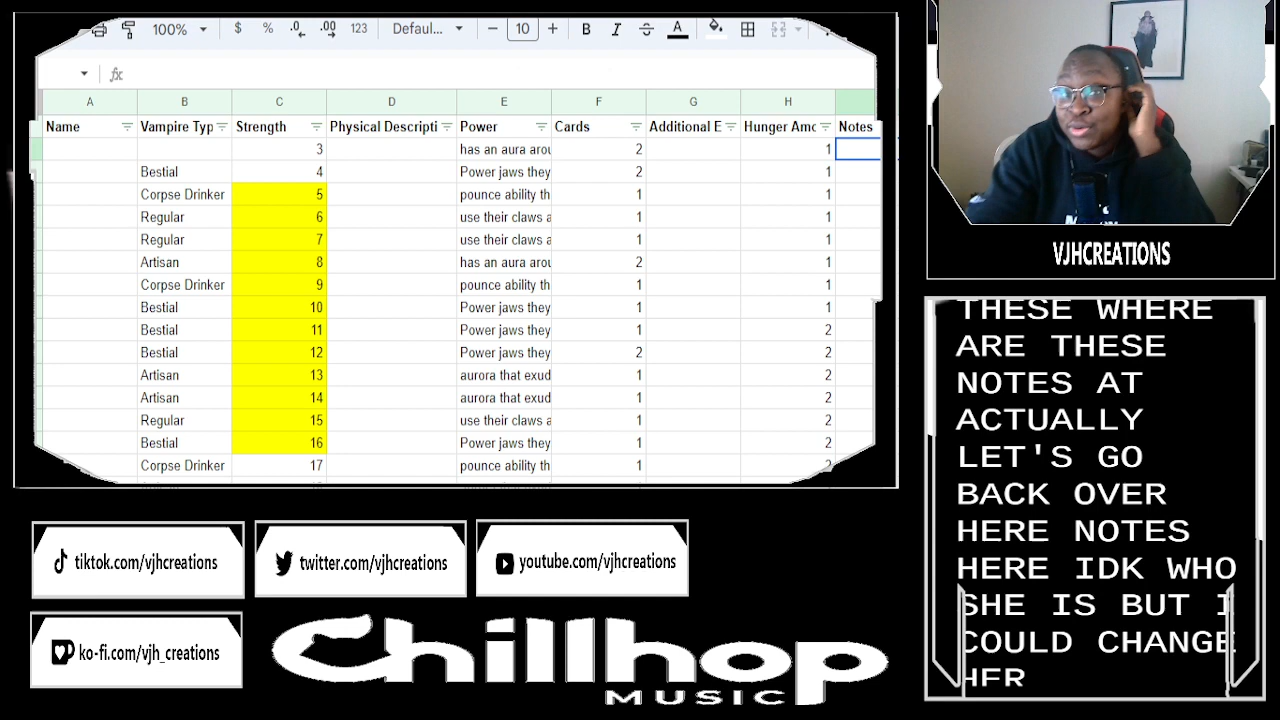 100% $ % .0 .00 123 Defaul... − 10 + B I A
fx
A B C D E F G H
Name Vampire Typ Strength Physical Descripti Power Cards Additional E Hunger Amo Notes
3 has an aura arou 2 1
Bestial 4 Power jaws they 2 1
Corpse Drinker 5 pounce ability th 1 1
Regular 6 use their claws a 1 1
Regular 7 use their claws a 1 1
Artisan 8 has an aura arou 2 1
Corpse Drinker 9 pounce ability th 1 1
Bestial 10 Power jaws they 1 1
Bestial 11 Power jaws they 1 2
Bestial 12 Power jaws they 2 2
Artisan 13 aurora that exud 1 2
Artisan 14 aurora that exud 1 2
Regular 15 use their claws a 1 2
Bestial 16 Power jaws they 1 2
Corpse Drinker 17 pounce ability th 1 2
VJHCREATIONS
THESE WHERE
ARE THESE
NOTES AT
ACTUALLY
LET'S GO
BACK OVER
HERE NOTES
HERE IDK WHO
SHE IS BUT I
COULD CHANGE
HER
tiktok.com/vjhcreations
twitter.com/vjhcreations
youtube.com/vjhcreations
ko-fi.com/vjh_creations
Chillhop
MUSIC